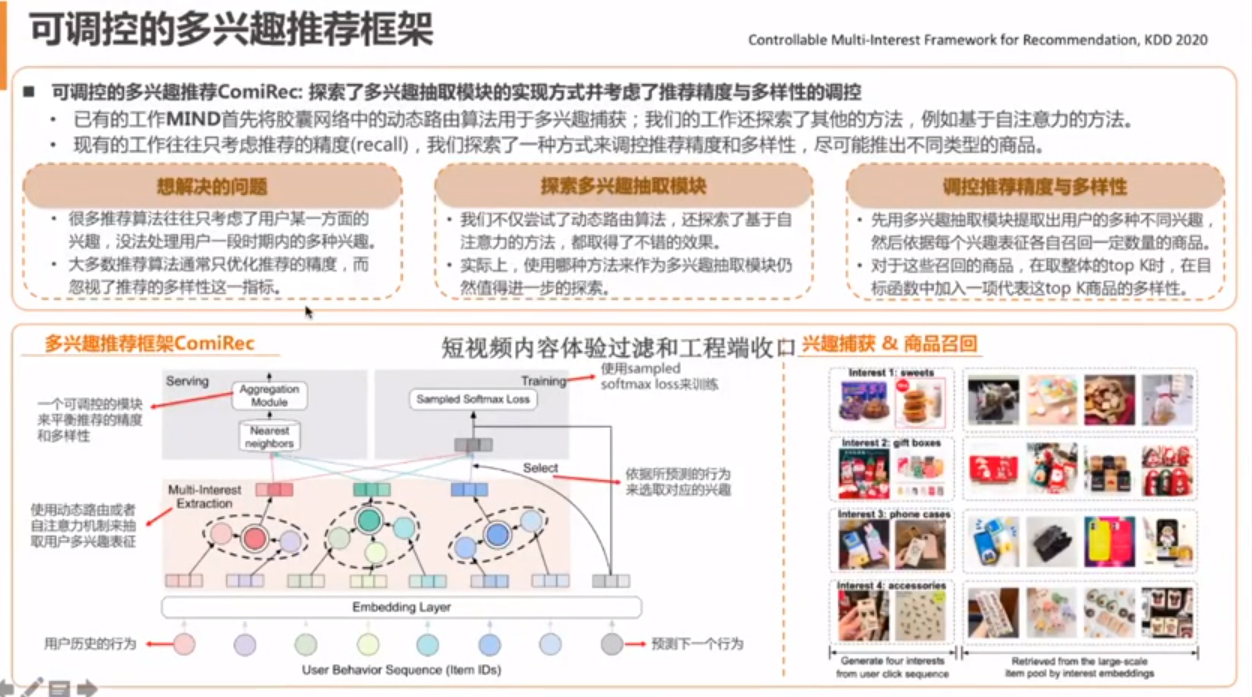 可调控的多兴趣推荐框架
Controllable Multi-Interest Framework for Recommendation, KDD 2020
■ 可调控的多兴趣推荐ComiRec: 探索了多兴趣抽取模块的实现方式并考虑了推荐精度与多样性的调控
• 已有的工作MIND首先将胶囊网络中的动态路由算法用于多兴趣捕获；我们的工作还探索了其他的方法，例如基于自注意力的方法。
• 现有的工作往往只考虑推荐的精度(recall)，我们探索了一种方式来调控推荐精度和多样性，尽可能推出不同类型的商品。
想解决的问题
• 很多推荐算法往往只考虑了用户某一方面的
兴趣，没法处理用户一段时期内的多种兴趣。
• 大多数推荐算法通常只优化推荐的精度，而
忽视了推荐的多样性这一指标。
探索多兴趣抽取模块
• 我们不仅尝试了动态路由算法，还探索了基于自
注意力的方法，都取得了不错的效果。
• 实际上，使用哪种方法来作为多兴趣抽取模块仍
然值得进一步的探索。
调控推荐精度与多样性
• 先用多兴趣抽取模块提取出用户的多种不同兴趣，
然后依据每个兴趣表征各自召回一定数量的商品。
• 对于这些召回的商品，在取整体的top K时，在目
标函数中加入一项代表这top K商品的多样性。
多兴趣推荐框架ComiRec
短视频内容体验过滤和工程端收口
Serving
Aggregation
Module
Nearest
neighbors
一个可调控的模块
来平衡推荐的精度
和多样性
Training
使用sampled
softmax loss来训练
Sampled Softmax Loss
Select
依据所预测的行为
来选取对应的兴趣
Multi-Interest
Extraction
使用动态路由或者
自注意力机制来抽
取用户多兴趣表征
Embedding Layer
用户历史的行为
预测下一个行为
User Behavior Sequence (Item IDs)
兴趣捕获 & 商品召回
Interest 1: sweets
Interest 2: gift boxes
Interest 3: phone cases
Interest 4: accessories
Generate four interests
from user click sequence
Retrieved from the large-scale
item pool by interest embeddings